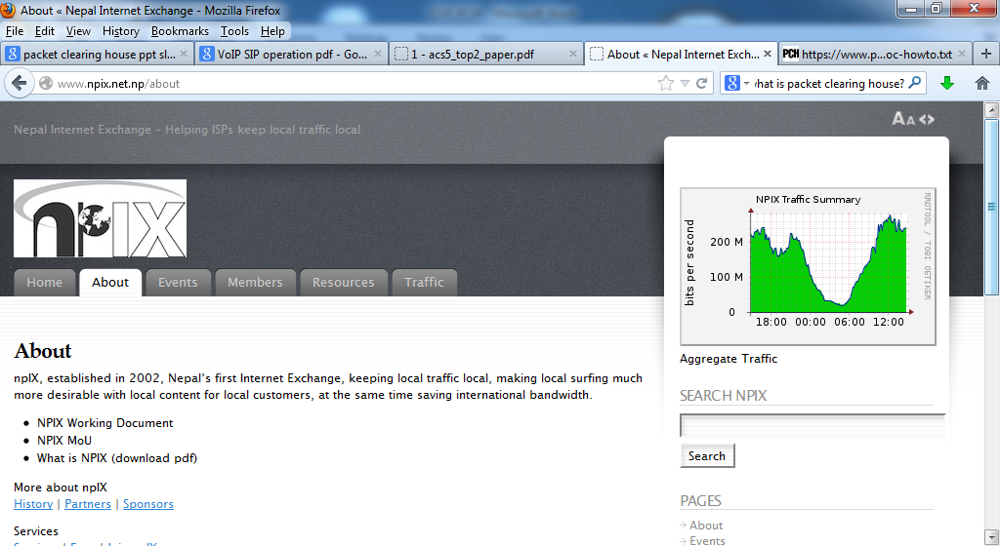 About « Nepal Internet Exchange - Mozilla Firefox
File Edit View History Bookmarks Tools Help
packet clearing house ppt sl... VoIP SIP operation pdf - Go... 1 - acs5_top2_paper.pdf About « Nepal Internet Exch... PCH https://www.p...oc-howto.txt
www.npix.net.np/about
hat is packet clearing house?
Nepal Internet Exchange – Helping ISPs keep local traffic local
AA
npIX
Home About Events Members Resources Traffic
NPIX Traffic Summary
bits per second
200 M
100 M
0
18:00 00:00 06:00 12:00
RRDTOOL / TOBI OETIKER
Aggregate Traffic
SEARCH NPIX
Search
PAGES
About
Events
About
npIX, established in 2002, Nepal's first Internet Exchange, keeping local traffic local, making local surfing much
more desirable with local content for local customers, at the same time saving international bandwidth.
NPIX Working Document
NPIX MoU
What is NPIX (download pdf)
More about npIX
History | Partners | Sponsors
Services